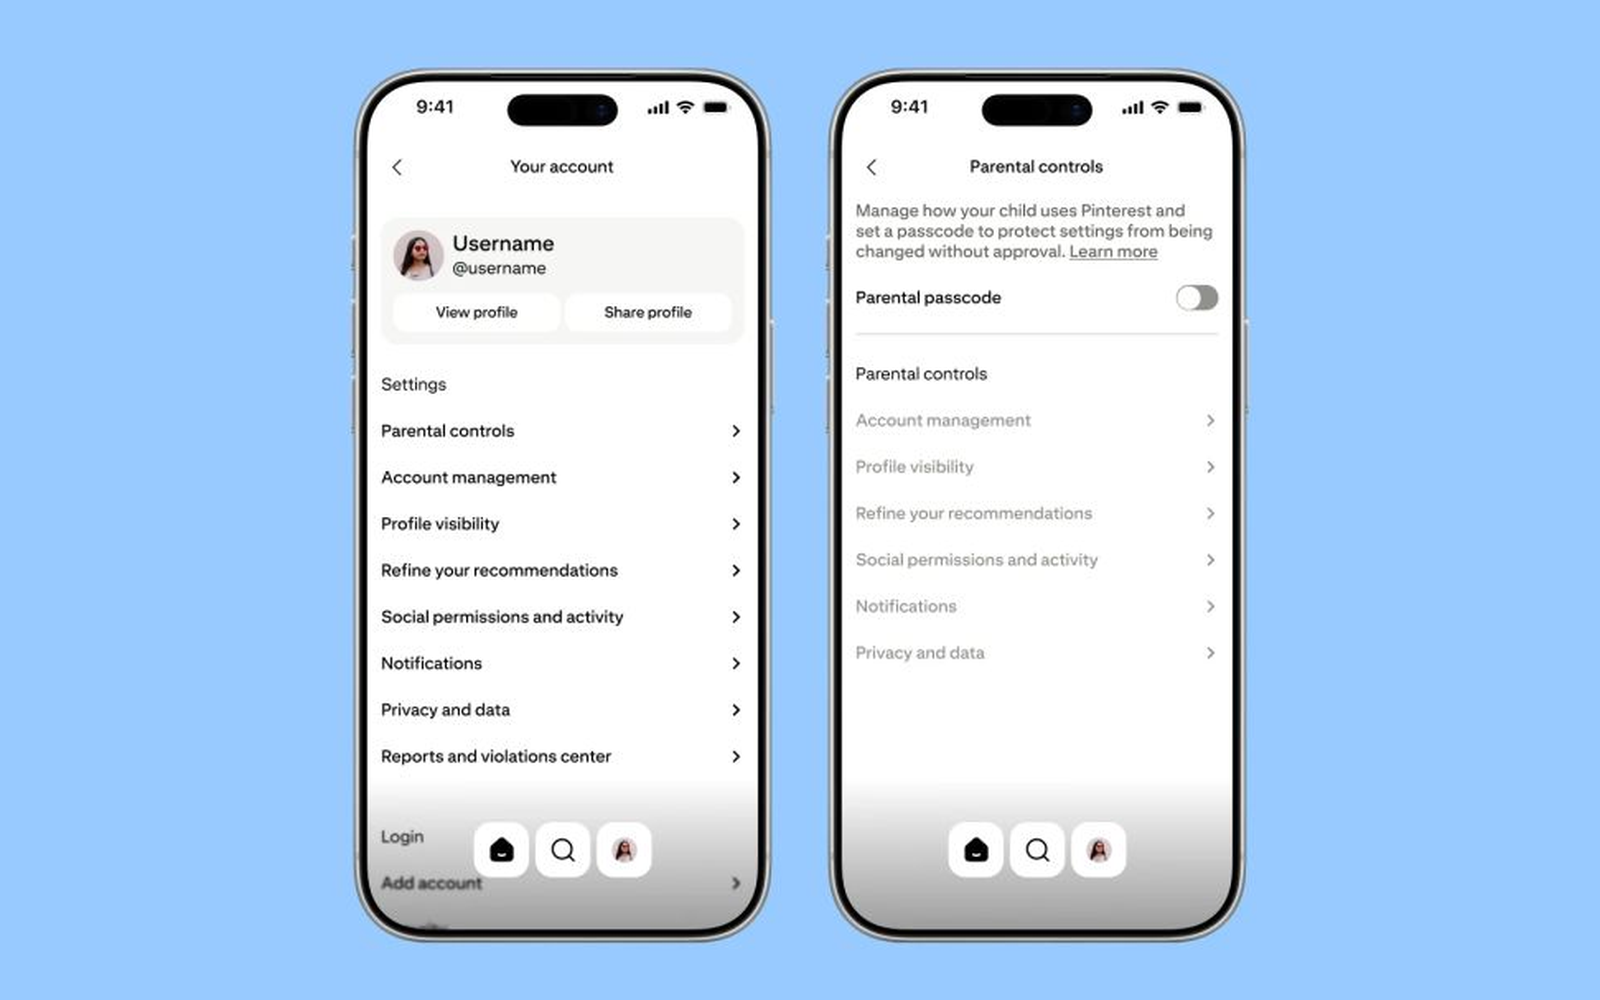 9:41
Your account
Username
@username
View profile
Share profile
Settings
Parental controls
Account management
Profile visibility
Refine your recommendations
Social permissions and activity
Notifications
Privacy and data
Reports and violations center
Login
Add account
9:41
Parental controls
Manage how your child uses Pinterest and
set a passcode to protect settings from being
changed without approval. Learn more
Parental passcode
Parental controls
Account management
Profile visibility
Refine your recommendations
Social permissions and activity
Notifications
Privacy and data